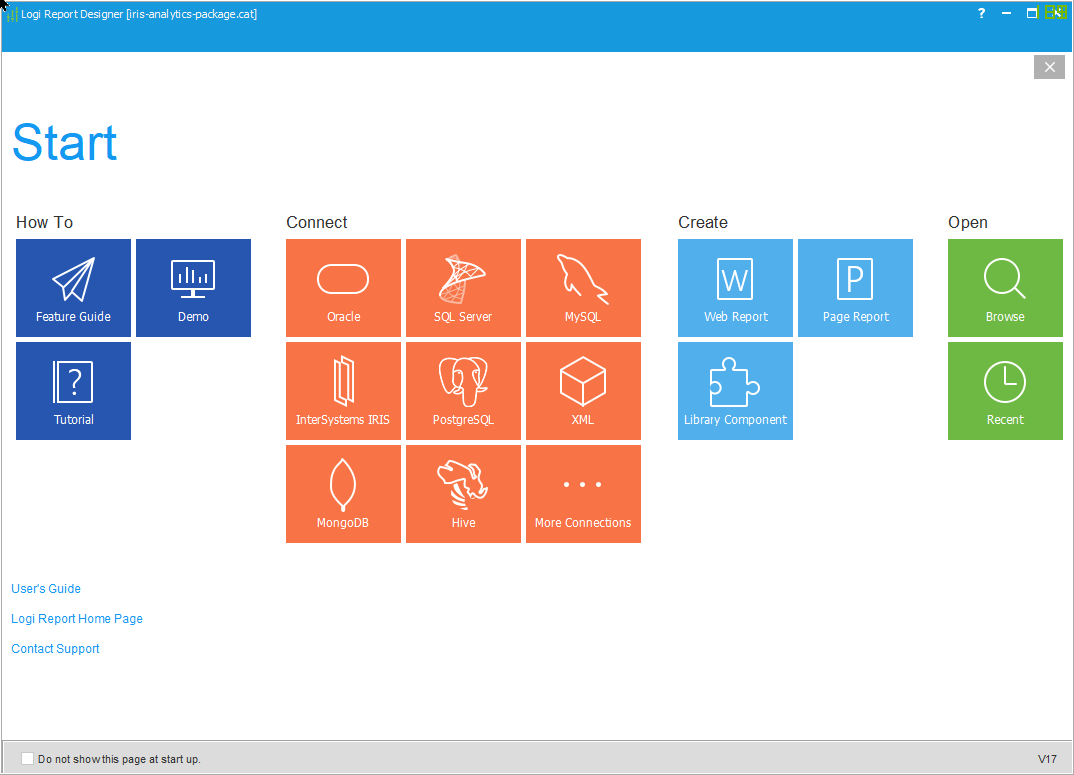 Logi Report Designer [iris-analytics-package.cat]
?
Start
How To
Connect
Create
Open
Feature Guide
Demo
Oracle
SQL Server
MySQL
W
Web Report
P
Page Report
Browse
?
Tutorial
InterSystems IRIS
PostgreSQL
XML
Library Component
Recent
MongoDB
Hive
More Connections
User's Guide
Logi Report Home Page
Contact Support
Do not show this page at start up.
V17